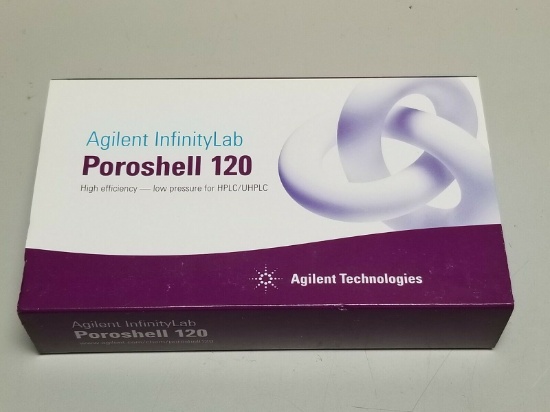 Agilent InfinityLab
Poroshell 120
High efficiency — low pressure for HPLC/UHPLC
Agilent Technologies
Agilent InfinityLab
Poroshell 120